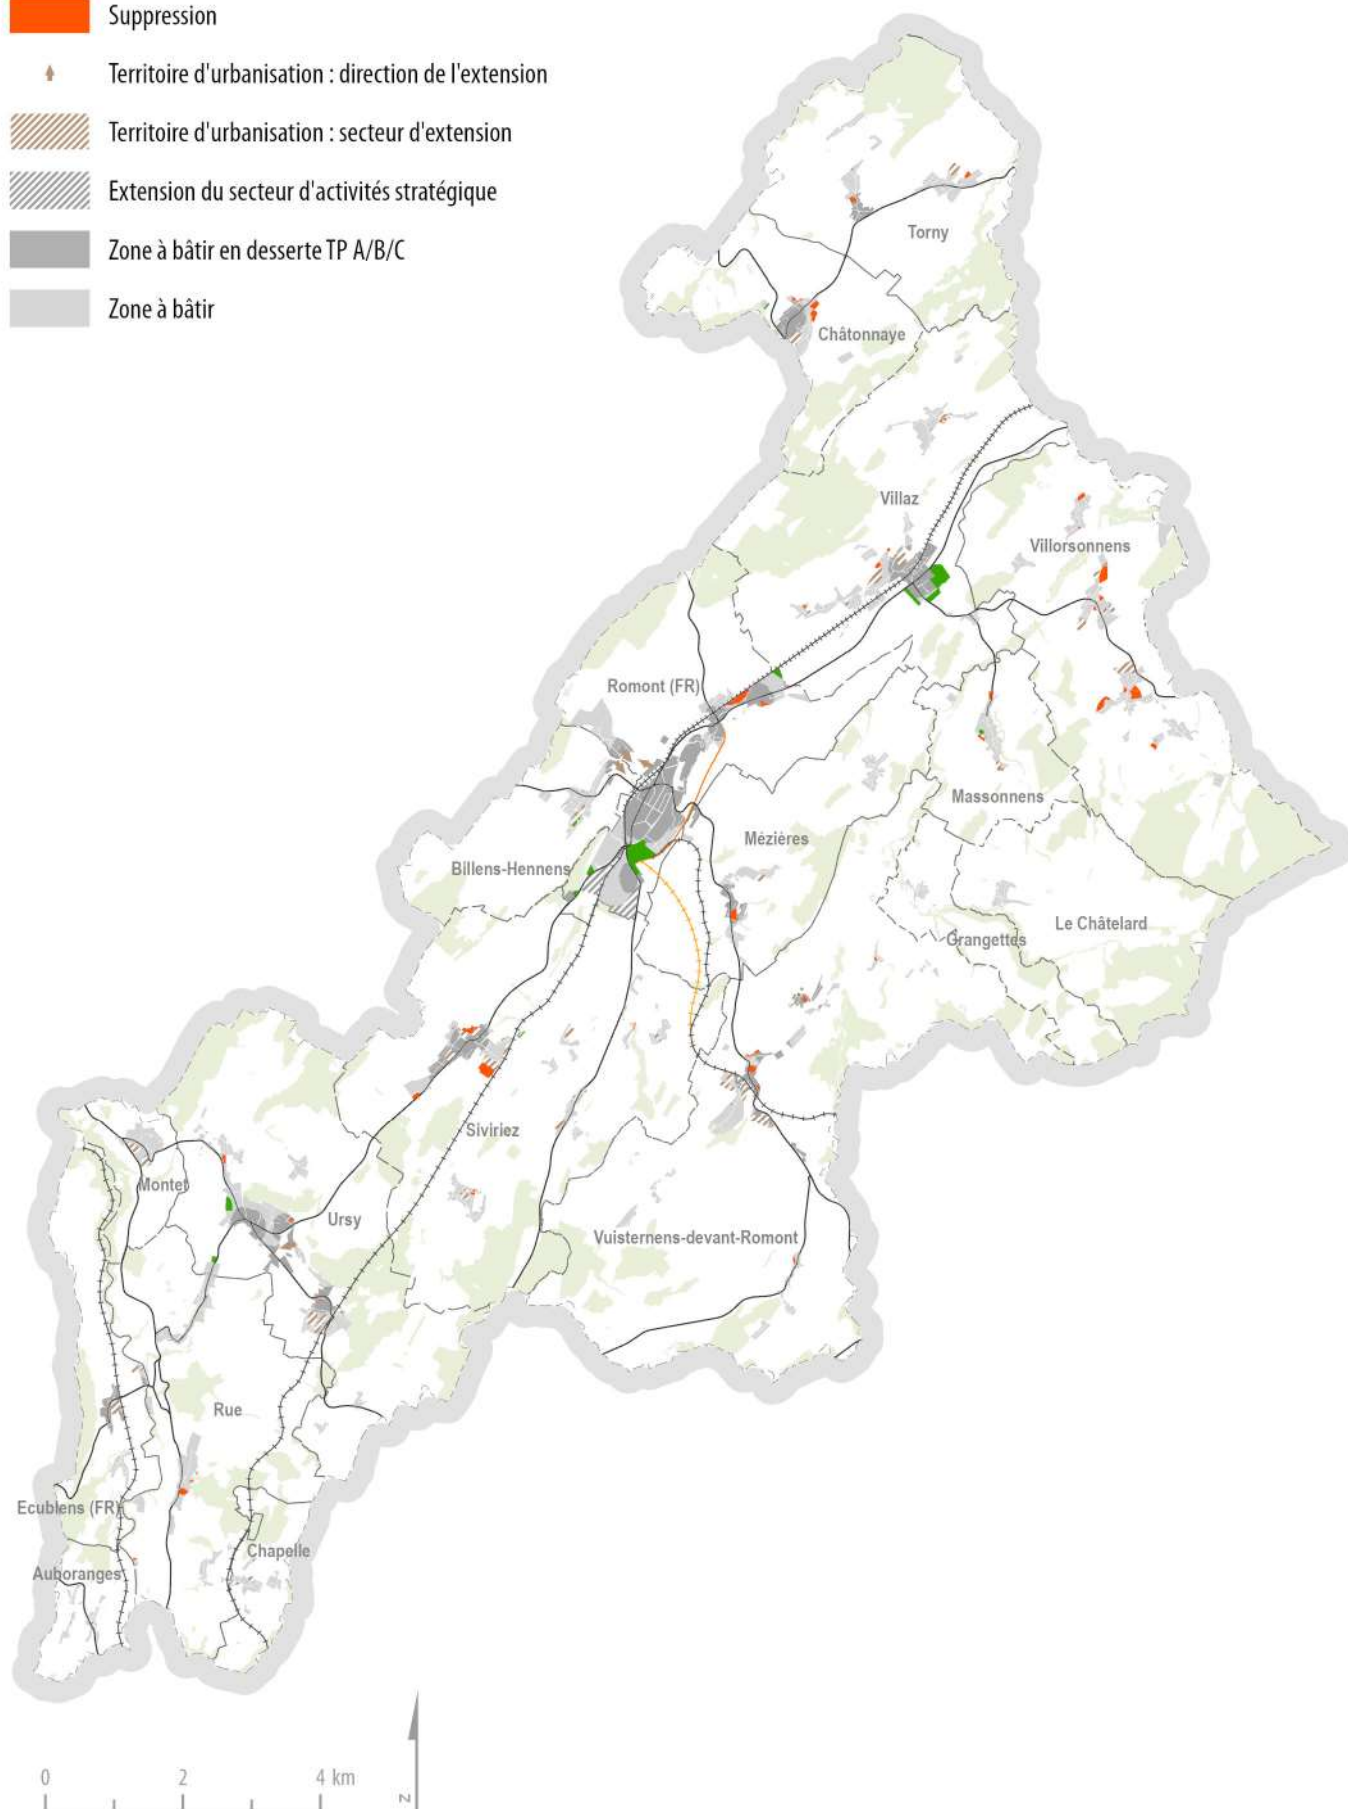 Suppression
Territoire d'urbanisation : direction de l'extension
Territoire d'urbanisation : secteur d'extension
Extension du secteur d'activités stratégique
Zone à bâtir en desserte TP A/B/C
Zone à bâtir
Torny
Châtonnaye
Villaz
Villorsonnens
Romont (FR)
Massonnens
Mézières
Billens-Hennens
Le Châtelard
Grangettes
Siviriez
Montet
Ursy
Vuisternens-devant-Romont
Rue
Ecublens (FR)
Chapelle
Auboranges
0 2 4 km
N